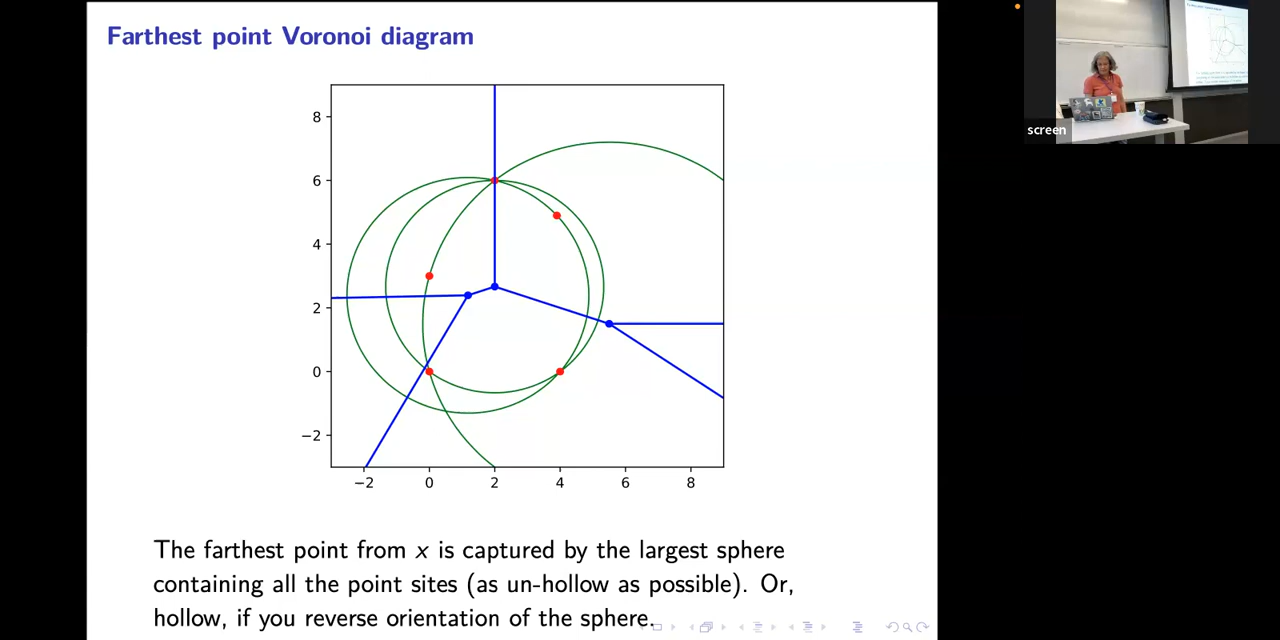 Farthest point Voronoi diagram
8
6
4
2
0
−2
−2 0 2 4 6 8
The farthest point from x is captured by the largest sphere
containing all the point sites (as un-hollow as possible). Or,
hollow, if you reverse orientation of the sphere.
screen